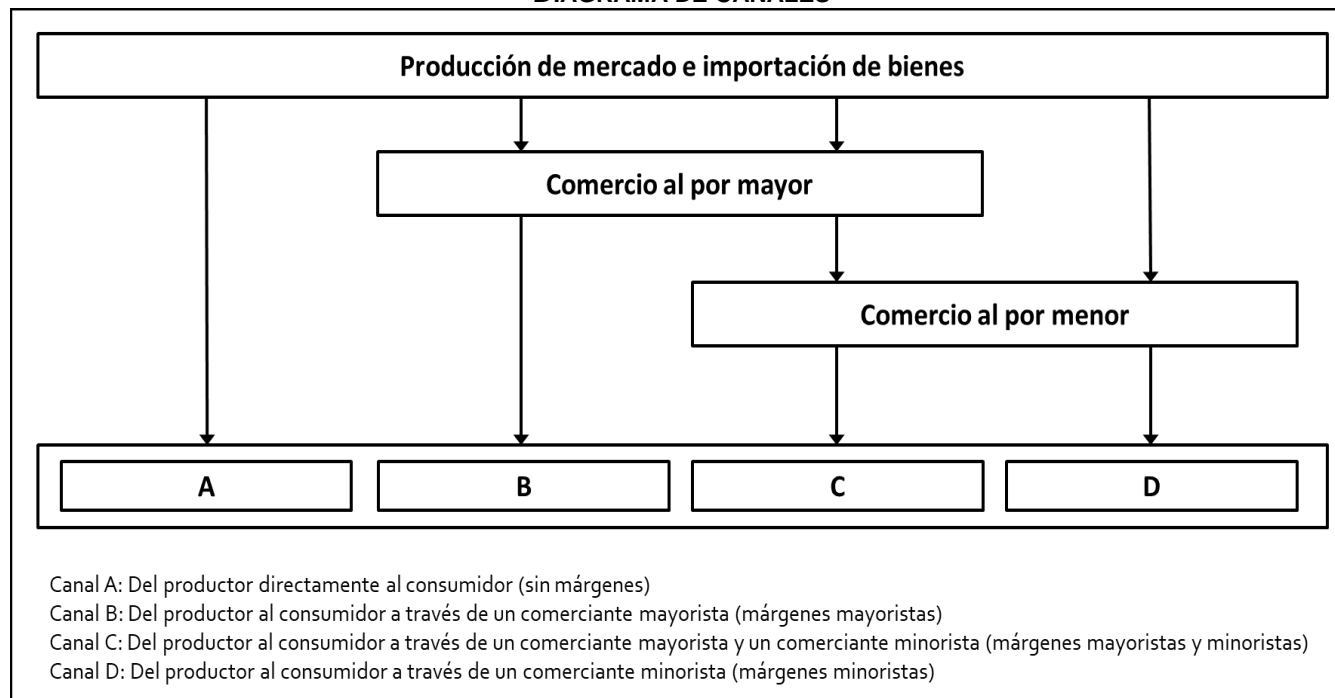 DIAGRAMA DE CANALES
Producción de mercado e importación de bienes
Comercio al por mayor
Comercio al por menor
A
B
C
D
Canal A: Del productor directamente al consumidor (sin márgenes)
Canal B: Del productor al consumidor a través de un comerciante mayorista (márgenes mayoristas)
Canal C: Del productor al consumidor a través de un comerciante mayorista y un comerciante minorista (márgenes mayoristas y minoristas)
Canal D: Del productor al consumidor a través de un comerciante minorista (márgenes minoristas)